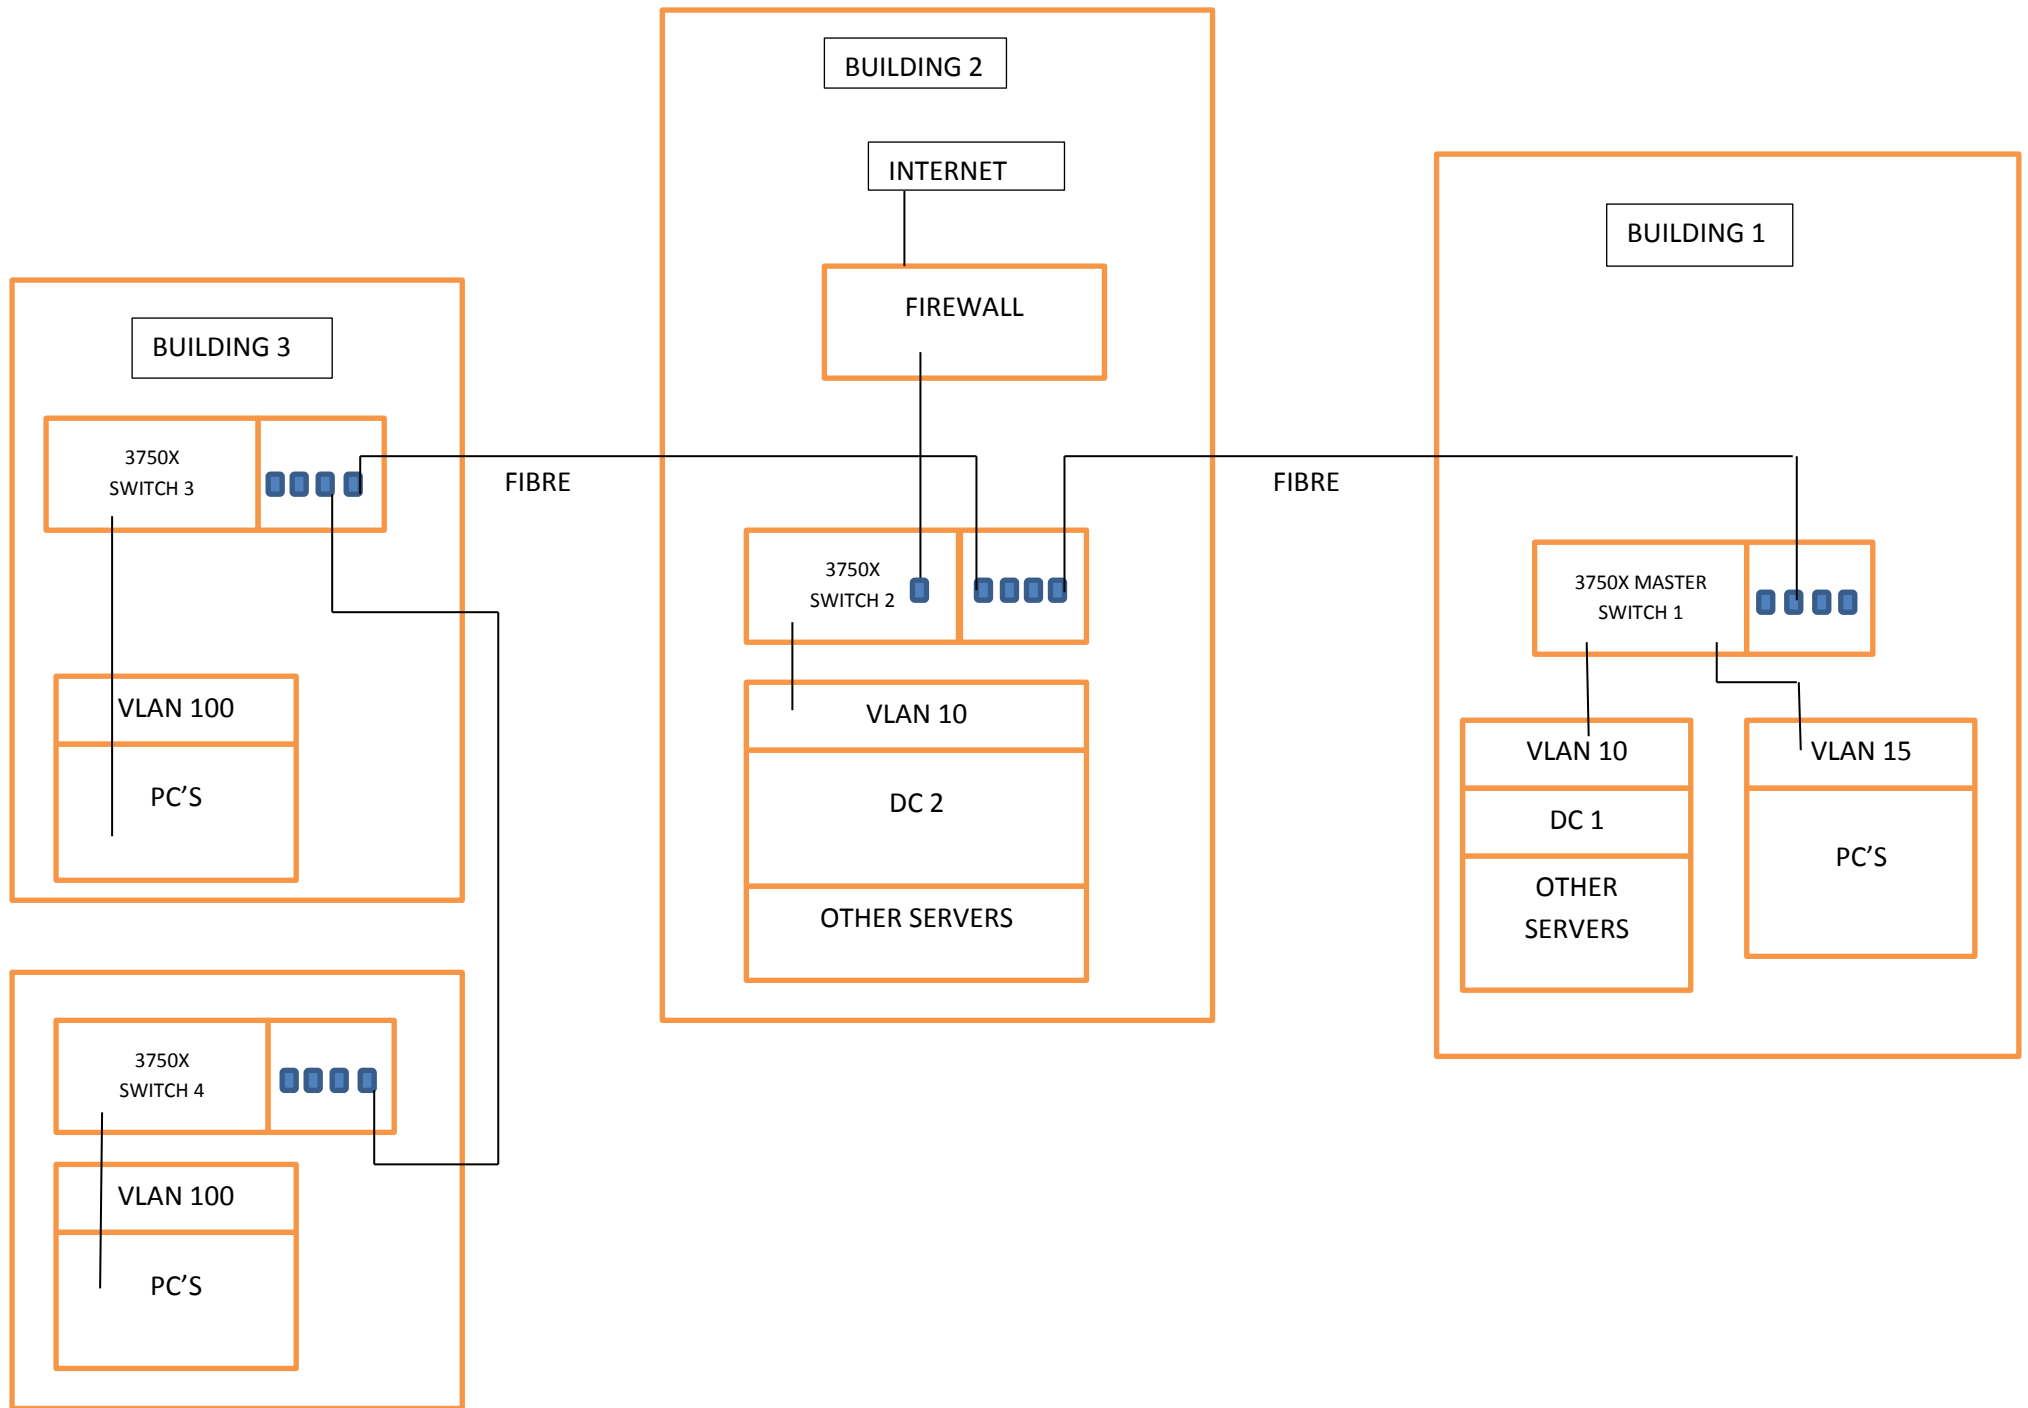 BUILDING 2
INTERNET
FIREWALL
3750X
SWITCH 2
VLAN 10
DC 2
OTHER SERVERS
BUILDING 3
3750X
SWITCH 3
FIBRE
VLAN 100
PC’S
3750X
SWITCH 4
VLAN 100
PC’S
BUILDING 1
FIBRE
3750X MASTER
SWITCH 1
VLAN 10
DC 1
OTHER
SERVERS
VLAN 15
PC’S